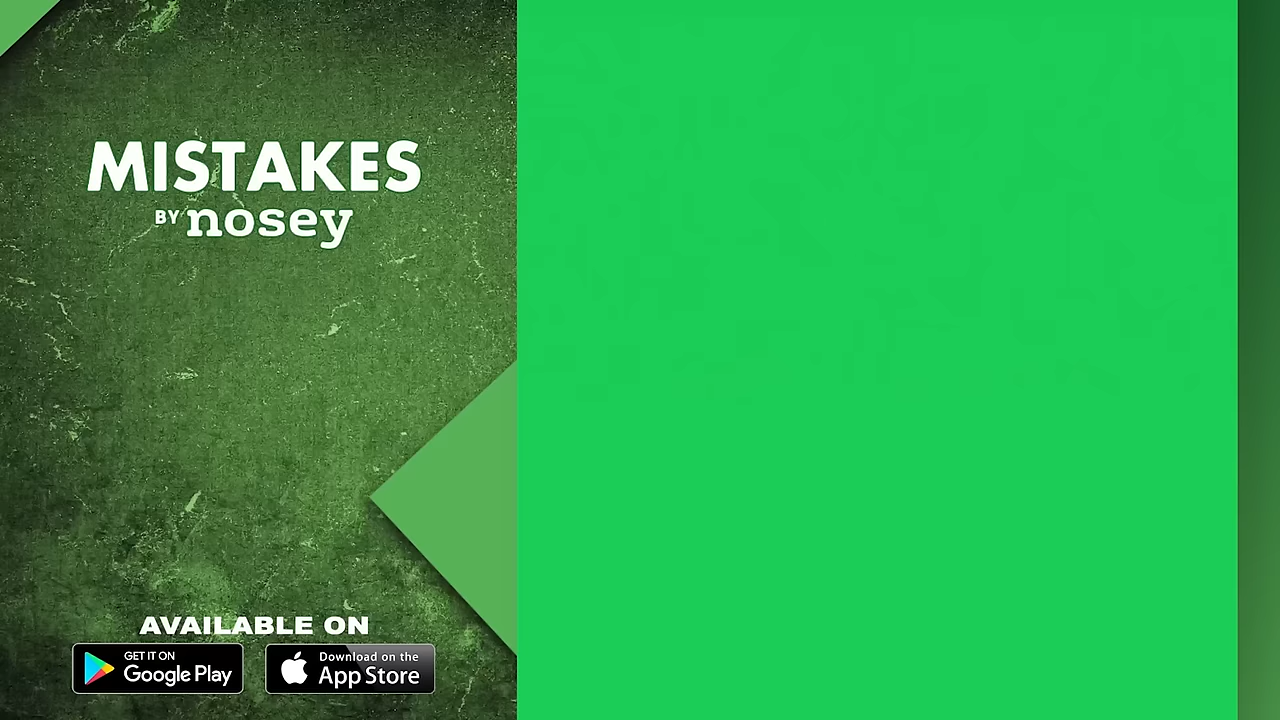 MISTAKES
BY nosey
AVAILABLE ON
GET IT ON
Google Play
Download on the
App Store